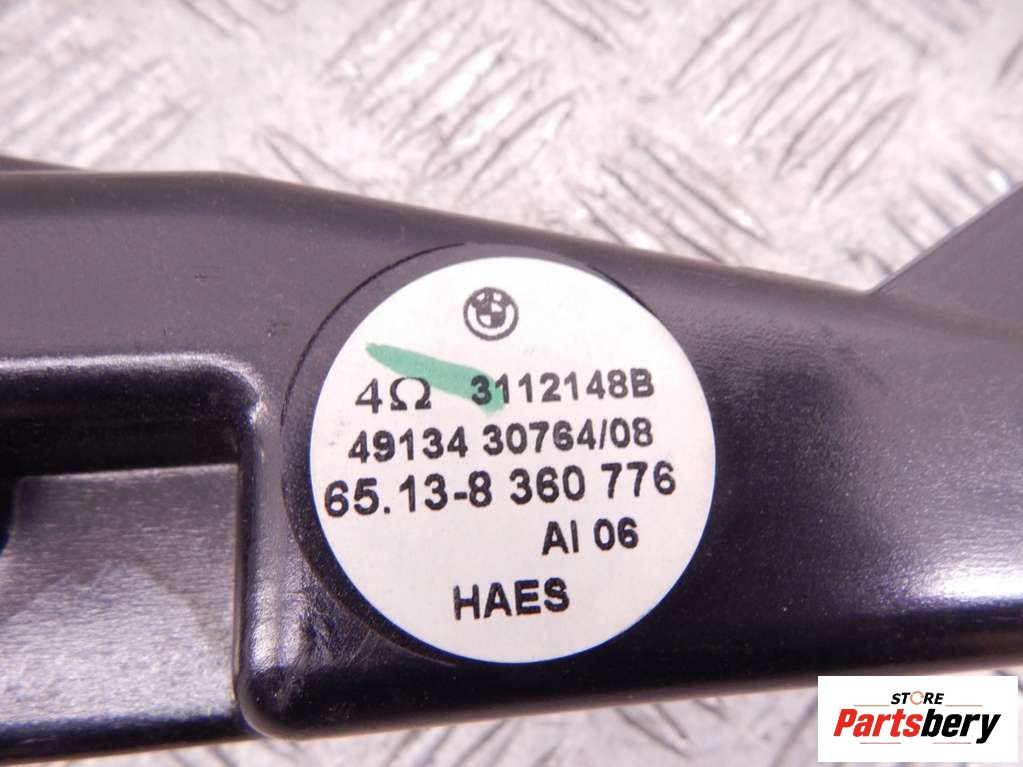 4Ω 3112148B
49134 30764/08
65.13-8 360 776
AI 06
HAES
STORE
Partsbery